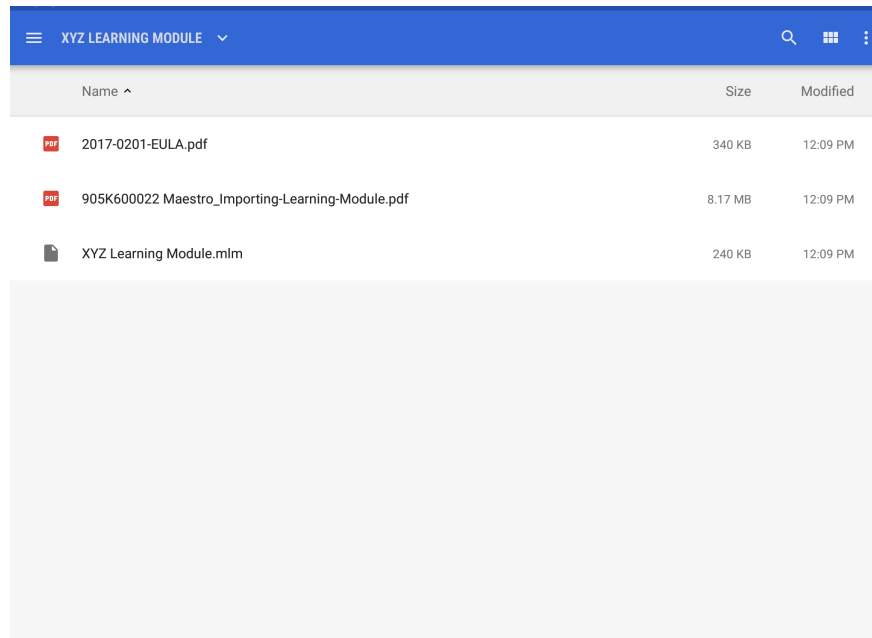 XYZ LEARNING MODULE
Name Size Modified
PDF 2017-0201-EULA.pdf 340 KB 12:09 PM
PDF 905K600022 Maestro_Importing-Learning-Module.pdf 8.17 MB 12:09 PM
XYZ Learning Module.mlm 240 KB 12:09 PM